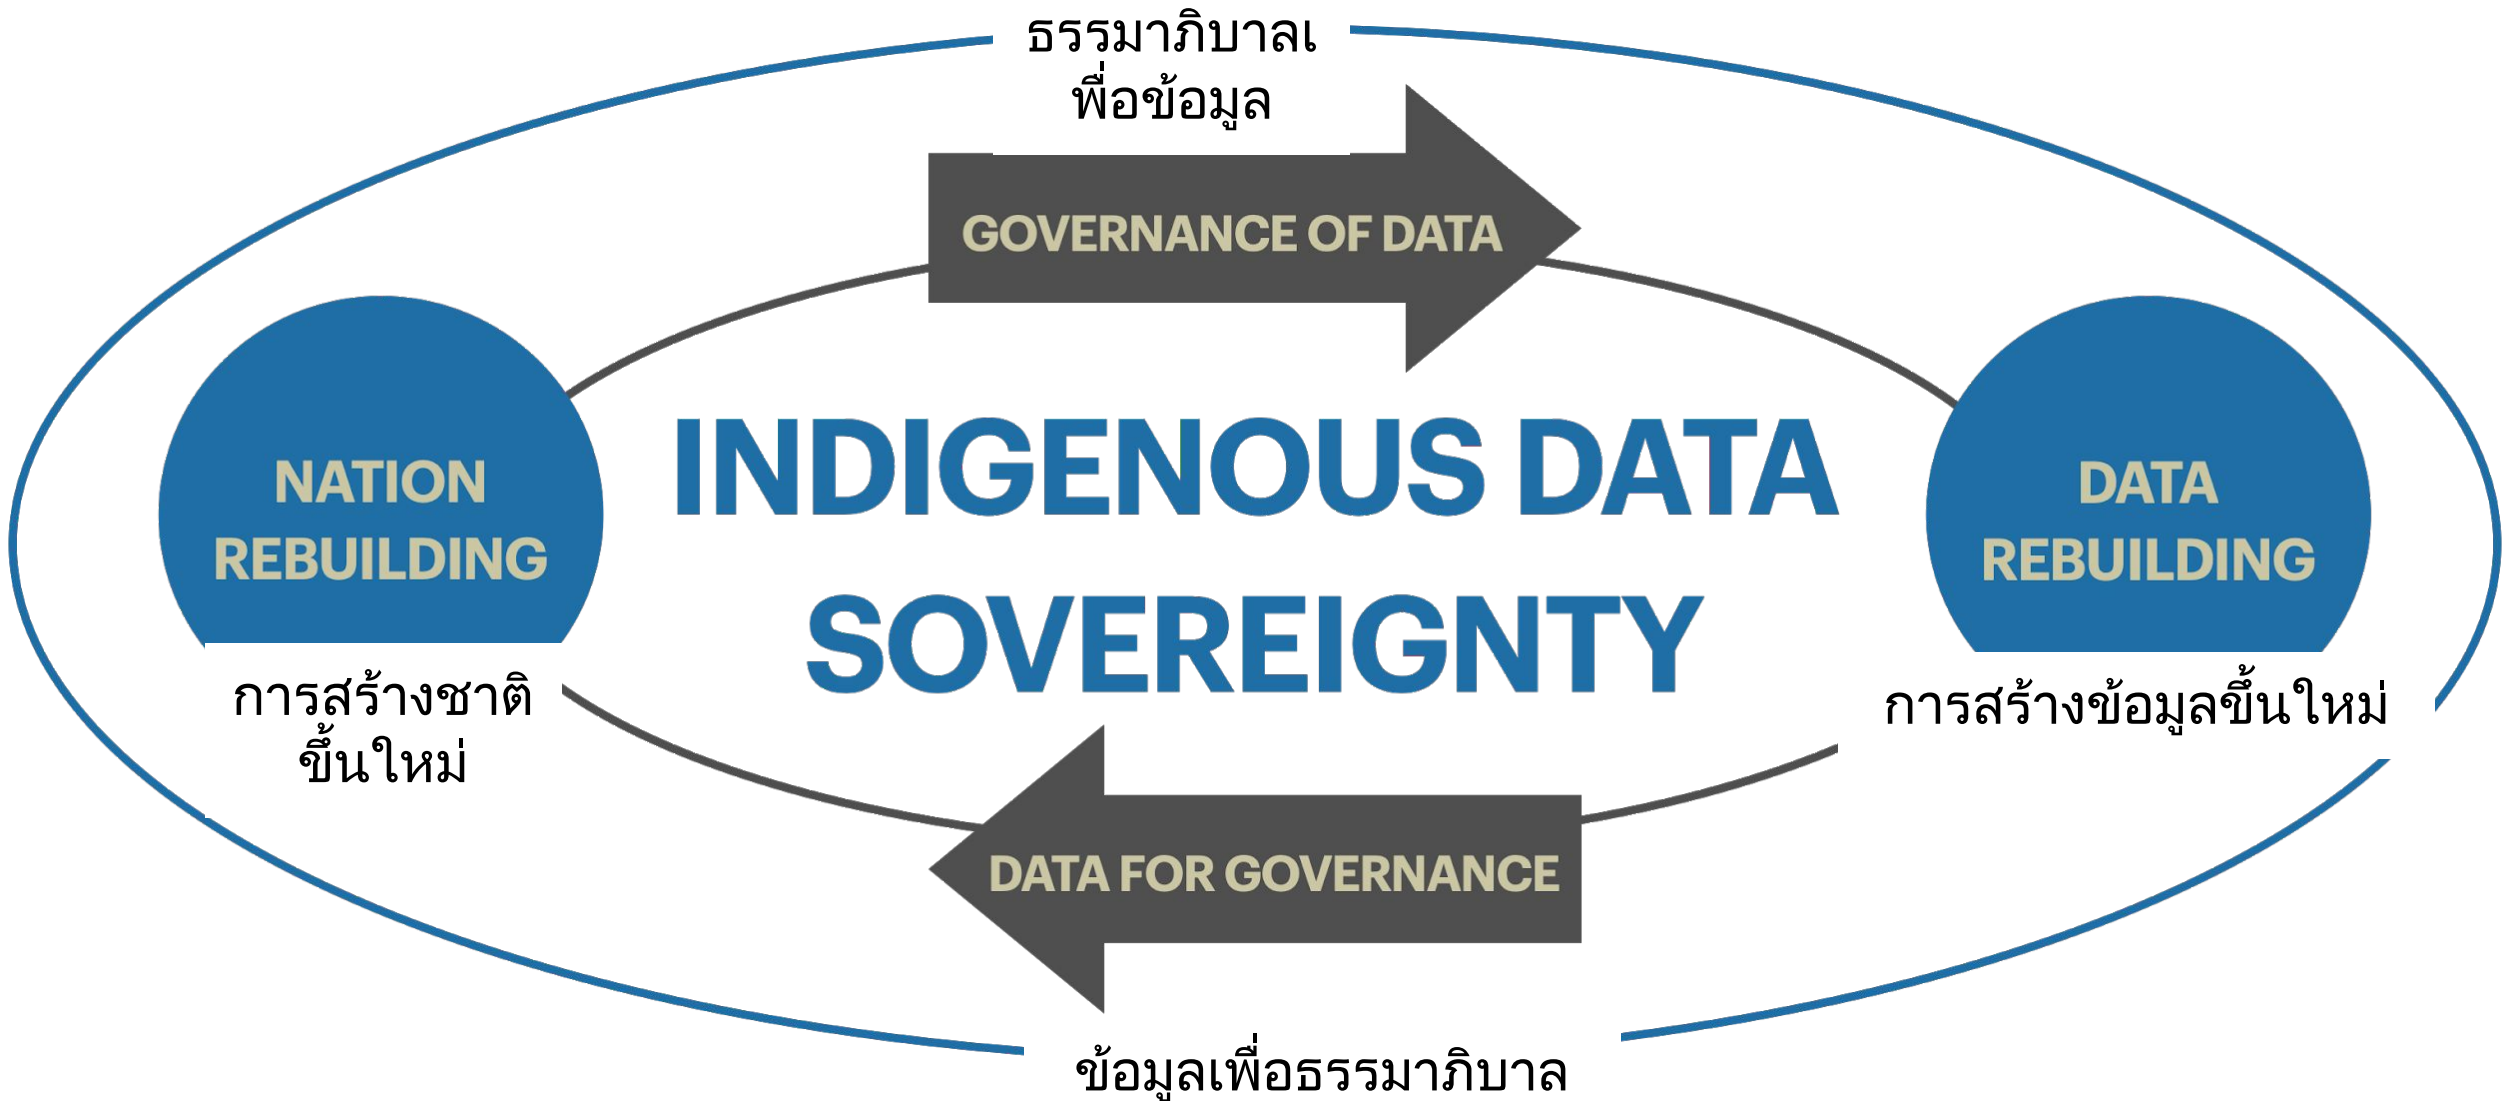 ธรรมาภิบาลเ
พื่อข้อมูล
GOVERNANCE OF DATA
NATION
REBUILDING
การสร้างชาติ
ขึ้นใหม่
INDIGENOUS DATA
SOVEREIGNTY
DATA
REBUILDING
การสร้างข้อมูลขึ้นใหม่
DATA FOR GOVERNANCE
ข้อมูลเพื่อธรรมาภิบาล